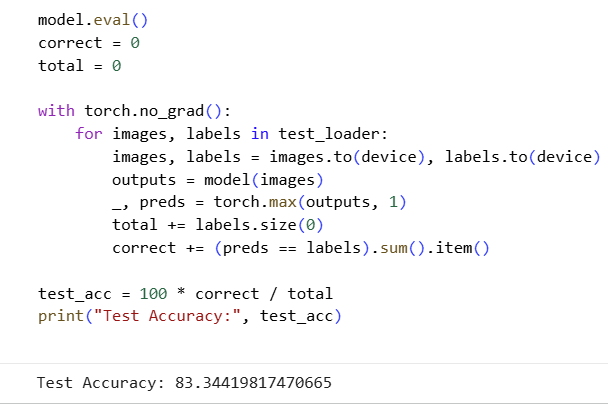 model.eval()
correct = 0
total = 0
with torch.no_grad():
for images, labels in test_loader:
images, labels = images.to(device), labels.to(device)
outputs = model(images)
_, preds = torch.max(outputs, 1)
total += labels.size(0)
correct += (preds == labels).sum().item()
test_acc = 100 * correct / total
print("Test Accuracy:", test_acc)
Test Accuracy: 83.34419817470665